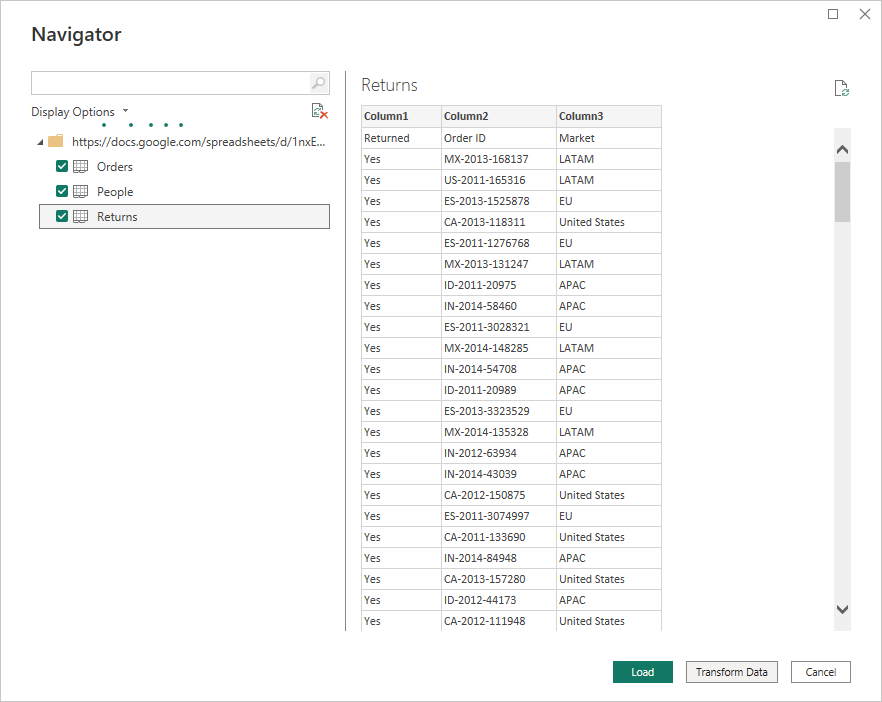 Navigator
Display Options
https://docs.google.com/spreadsheets/d/1nxE...
Orders
People
Returns
Returns
Column1 Column2 Column3
Returned Order ID Market
Yes MX-2013-168137 LATAM
Yes US-2011-165316 LATAM
Yes ES-2013-1525878 EU
Yes CA-2013-118311 United States
Yes ES-2011-1276768 EU
Yes MX-2013-131247 LATAM
Yes ID-2011-20975 APAC
Yes IN-2014-58460 APAC
Yes ES-2011-3028321 EU
Yes MX-2014-148285 LATAM
Yes IN-2014-54708 APAC
Yes ID-2011-20989 APAC
Yes ES-2013-3323529 EU
Yes MX-2014-135328 LATAM
Yes IN-2012-63934 APAC
Yes IN-2014-43039 APAC
Yes CA-2012-150875 United States
Yes ES-2011-3074997 EU
Yes CA-2011-133690 United States
Yes IN-2014-84948 APAC
Yes CA-2013-157280 United States
Yes ID-2012-44173 APAC
Yes CA-2012-111948 United States
Load Transform Data Cancel